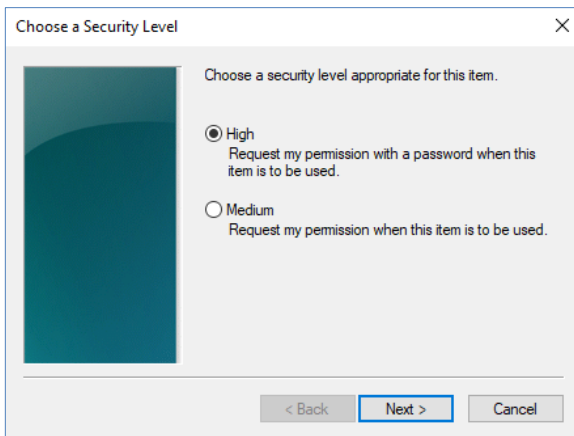 Choose a Security Level
Choose a security level appropriate for this item.
High
Request my permission with a password when this
item is to be used.
Medium
Request my permission when this item is to be used.
< Back
Next >
Cancel